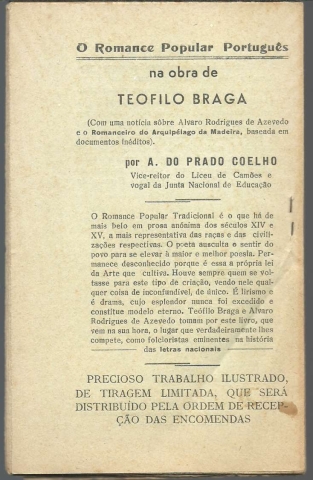 O Romance Popular Português
na obra de
TEOFILO BRAGA
(Com uma notícia sôbre Alvaro Rodrigues de Azevedo
e o Romanceiro do Arquipélago da Madeira, baseada em
documentos inéditos).
por A. DO PRADO COELHO
Vice-reitor do Liceu de Camões e
vogal da Junta Nacional de Educação
O Romance Popular Tradicional é o que há de
mais belo em prosa anónima dos séculos XIV e
XV, a mais representativa das raças e das civili-
zações respectivas. O poeta ausculta o sentir do
povo para se elevar à maior e melhor poesia. Per-
manece desconhecido porque é essa a própria lei
da Arte que cultiva. Houve sempre quem se vol-
tasse para este tipo de criação, vendo nele qual-
quer coisa de inconfundível, de único. É lirismo e
é drama, cujo esplendor nunca foi excedido e
constitue modelo eterno. Teófilo Braga e Alvaro
Rodrigues de Azevedo tomam por este livro, que
vem na sua hora, o lugar que verdadeiramente lhes
compete, como folcloristas eminentes na história
das letras nacionais
PRECIOSO TRABALHO ILUSTRADO,
DE TIRAGEM LIMITADA, QUE SERÁ
DISTRIBUÍDO PELA ORDEM DE RECEP-
ÇÃO DAS ENCOMENDAS